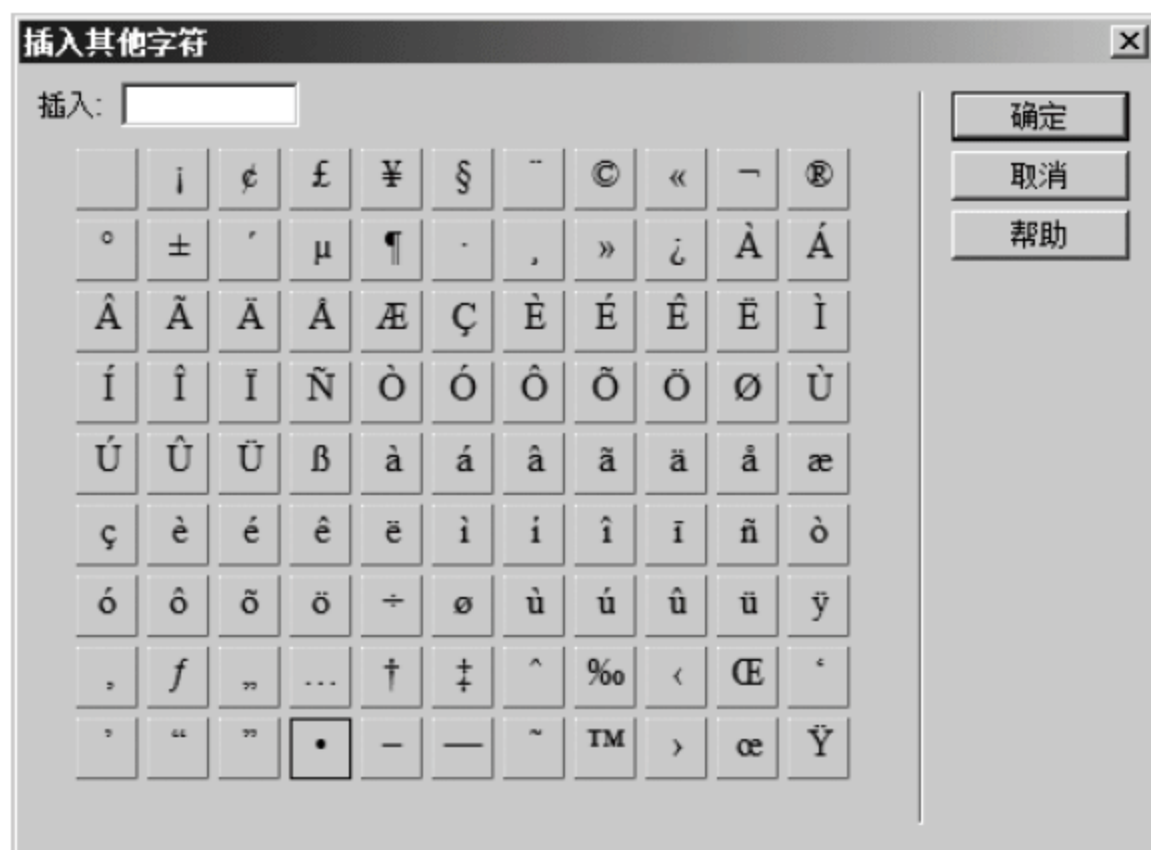 插入其他字符
插入:
确定
取消
帮助
¡ ¢ £ ¥ § ¨ © « ¬ ®
° ± ´ µ ¶ · ¸ » ¿ À Á
Â Ã Ä Å Æ Ç È É Ê Ë Ì
Í Î Ï Ñ Ò Ó Ô Õ Ö Ø Ù
Ú Û Ü ß à á â ã ä å æ
ç è é ê ë ì í î ï ñ ò
ó ô õ ö ÷ ø ù ú û ü ÿ
‚ ƒ „ … † ‡ ˆ ‰ ‹ Œ ‘
’ “ ” • – — ˜ ™ › œ Ÿ